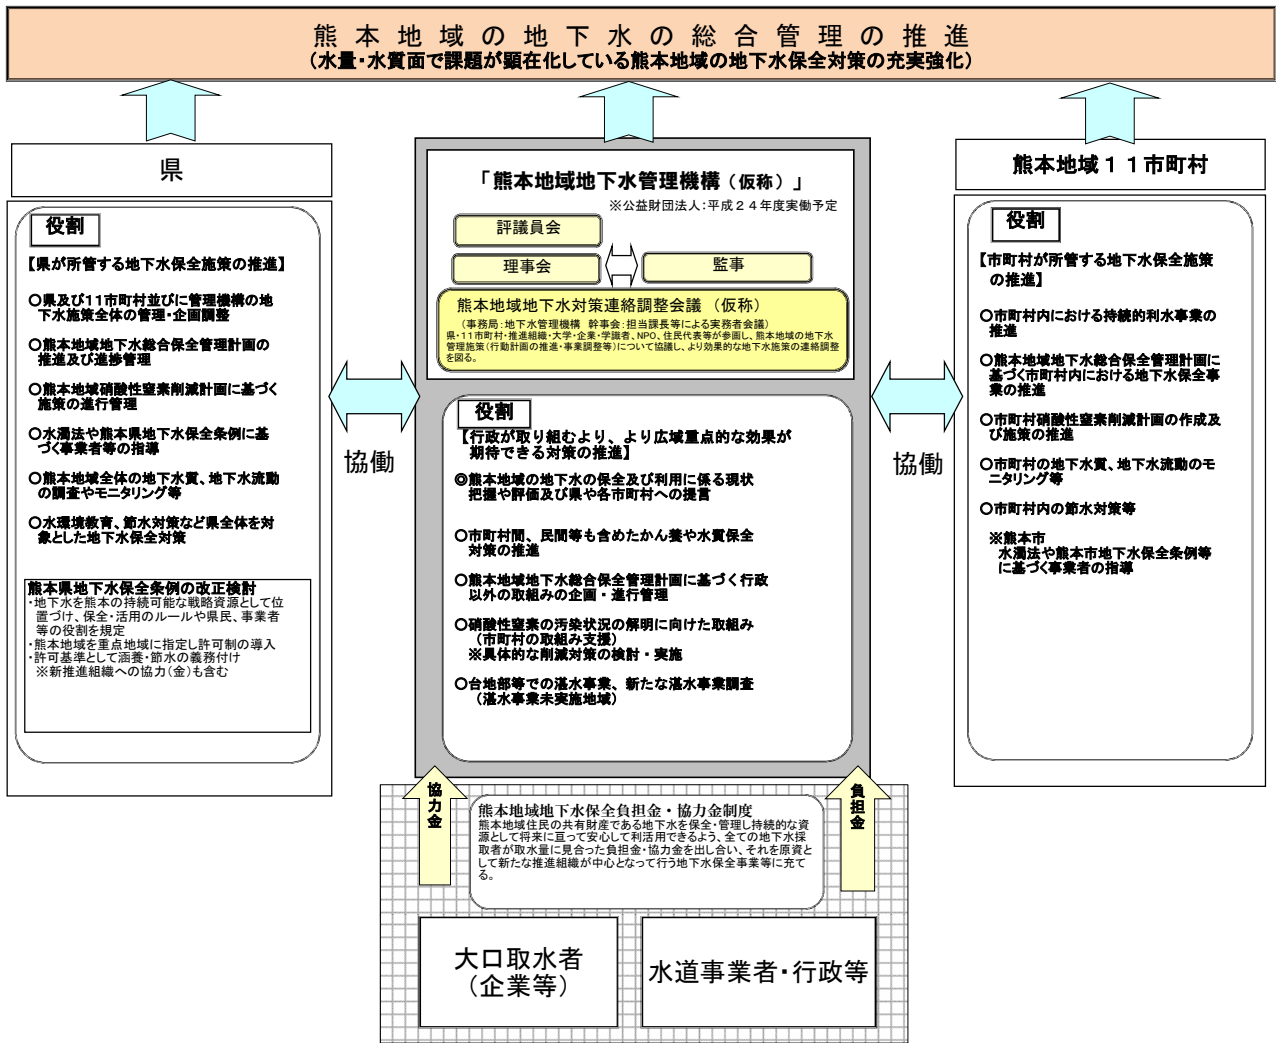 熊本地域の地下水の総合管理の推進
(水量・水質面で課題が顕在化している熊本地域の地下水保全対策の充実強化)
県
役割
【県が所管する地下水保全施策の推進】
○県及び11市町村並びに管理機構の地
下水施策全体の管理・企画調整
○熊本地域地下水総合保全管理計画の
推進及び進捗管理
○熊本地域硝酸性窒素削減計画に基づく
施策の進行管理
○水濁法や熊本県地下水保全条例に基
づく事業者等の指導
○熊本地域全体の地下水質、地下水流動
の調査やモニタリング等
○水環境教育、節水対策など県全体を対
象とした地下水保全対策
熊本県地下水保全条例の改正検討
・地下水を熊本の持続可能な戦略資源として位
置づけ、保全・活用のルールや県民、事業者
等の役割を規定
・熊本地域を重点地域に指定し許可制の導入
・許可基準として涵養・節水の義務付け
※新推進組織への協力(金)も含む
協働
「熊本地域地下水管理機構(仮称)」
※公益財団法人:平成24年度実働予定
評議員会
理事会
監事
熊本地域地下水対策連絡調整会議 (仮称)
(事務局:地下水管理機構 幹事会:担当課長等による実務者会議)
県・11市町村・推進組織・大学・企業・学識者、NPO、住民代表等が参画し、熊本地域の地下水
管理施策(行動計画の推進・事業調整等)について協議し、より効果的な地下水施策の連絡調整
を図る。
役割
【行政が取り組むより、より広域重点的な効果が
期待できる対策の推進】
◎熊本地域の地下水の保全及び利用に係る現状
把握や評価及び県や各市町村への提言
○市町村間、民間等も含めたかん養や水質保全
対策の推進
○熊本地域地下水総合保全管理計画に基づく行政
以外の取組みの企画・進行管理
○硝酸性窒素の汚染状況の解明に向けた取組み
(市町村の取組み支援)
※具体的な削減対策の検討・実施
○台地部等での湛水事業、新たな湛水事業調査
(湛水事業未実施地域)
協働
熊本地域11市町村
役割
【市町村が所管する地下水保全施策
の推進】
○市町村内における持続的利水事業の
推進
○熊本地域地下水総合保全管理計画に
基づく市町村内における地下水保全事
業の推進
○市町村硝酸性窒素削減計画の作成及
び施策の推進
○市町村の地下水質、地下水流動のモ
ニタリング等
○市町村内の節水対策等
※熊本市
水濁法や熊本市地下水保全条例等
に基づく事業者の指導
協力金
負担金
熊本地域地下水保全負担金・協力金制度
熊本地域住民の共有財産である地下水を保全・管理し持続的な資
源として将来に亘って安心して利活用できるよう、全ての地下水採
取者が取水量に見合った負担金・協力金を出し合い、それを原資と
して新たな推進組織が中心となって行う地下水保全事業等に充て
る。
大口取水者
(企業等)
水道事業者・行政等